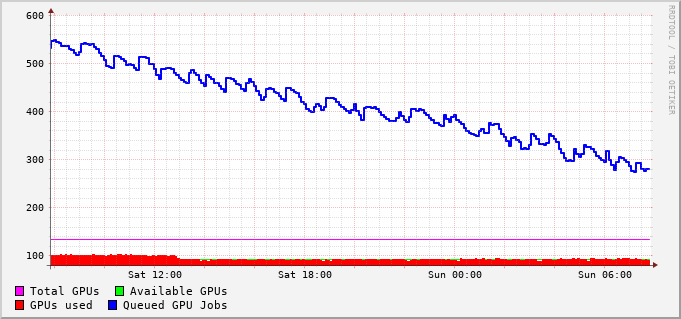 600
500
400
300
200
100
Sat 12:00 Sat 18:00 Sun 00:00 Sun 06:00
Total GPUs Available GPUs
GPUs used Queued GPU Jobs
RRDTOOL / TOBI OETIKER